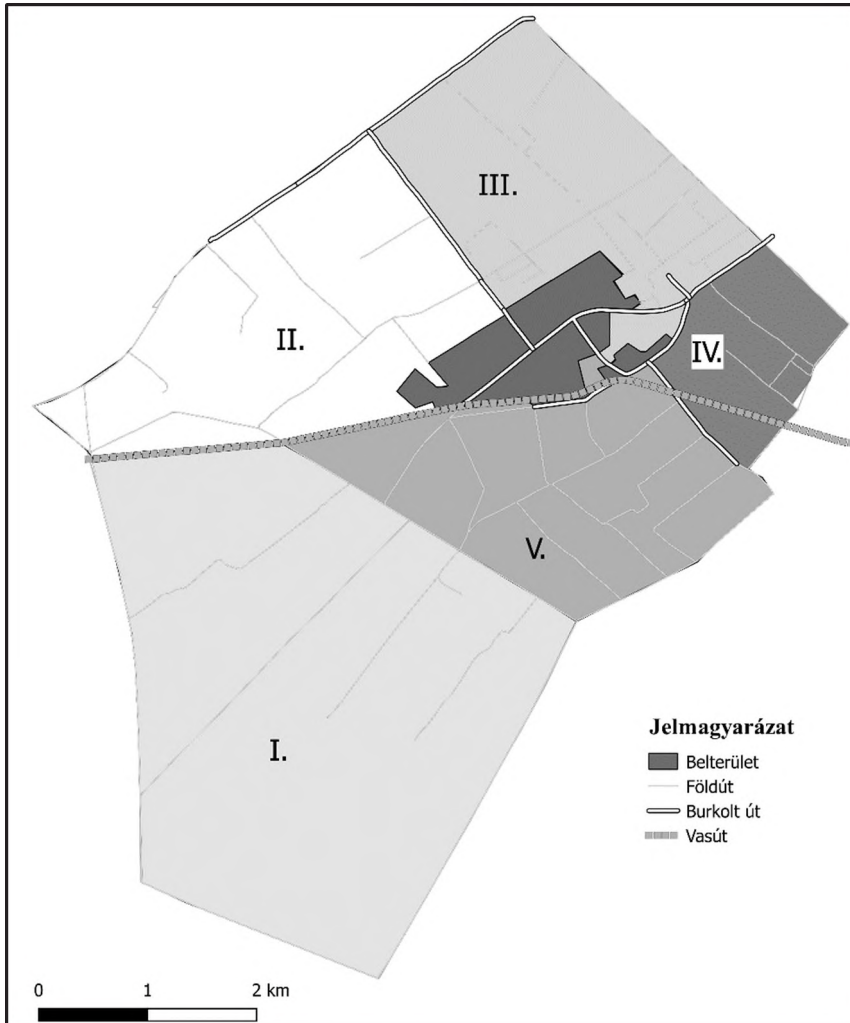 III.
II.
IV.
V.
I.
Jelmagyarázat
Belterület
Földút
Burkolt út
Vasút
0 1 2 km